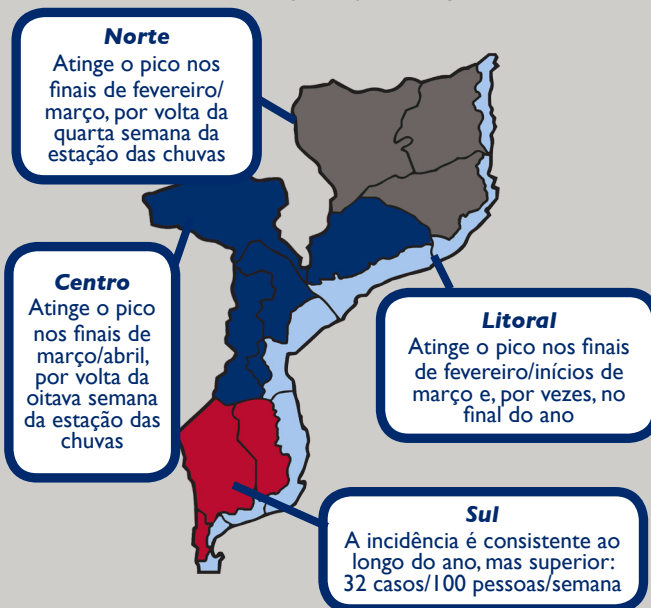 Norte
Atinge o pico nos
finais de fevereiro/
março, por volta da
quarta semana da
estação das chuvas
Centro
Atinge o pico
nos finais de
março/abril,
por volta da
oitava semana
da estação das
chuvas
Litoral
Atinge o pico nos finais
de fevereiro/inícios de
março e, por vezes, no
final do ano
Sul
A incidência é consistente ao
longo do ano, mas superior:
32 casos/100 pessoas/semana